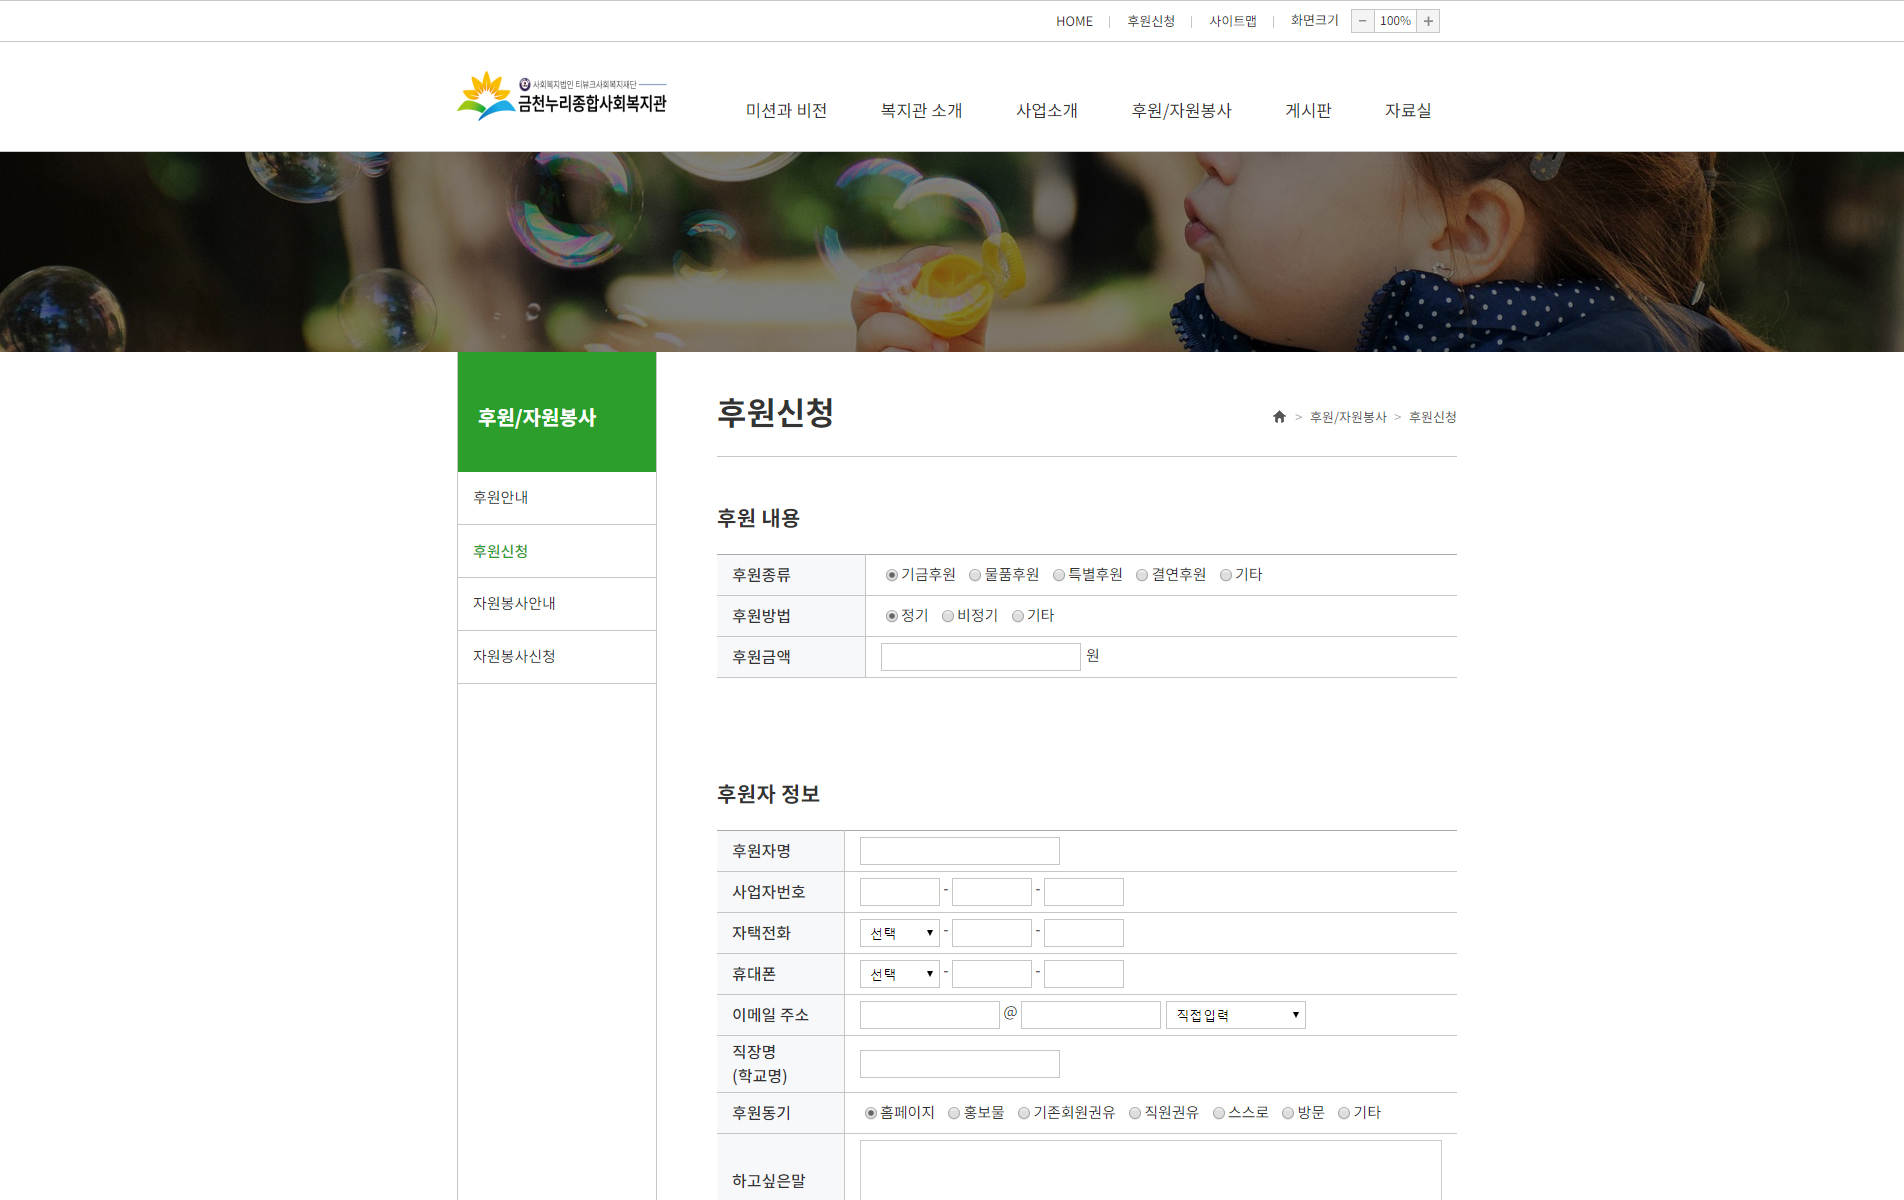 HOME 후원신청 사이트맵 화면크기 - 100% +
사회복지법인 티뷰크사회복지재단
금천누리종합사회복지관
미션과 비전 복지관 소개 사업소개 후원/자원봉사 게시판 자료실
후원/자원봉사
후원안내
후원신청
자원봉사안내
자원봉사신청
후원신청
> 후원/자원봉사 > 후원신청
후원 내용
후원종류 기금후원 물품후원 특별후원 결연후원 기타
후원방법 정기 비정기 기타
후원금액 원
후원자 정보
후원자명
사업자번호 - -
자택전화 선택 - -
휴대폰 선택 - -
이메일 주소 @ 직접입력
직장명
(학교명)
후원동기 홈페이지 홍보물 기존회원권유 직원권유 스스로 방문 기타
하고싶은말